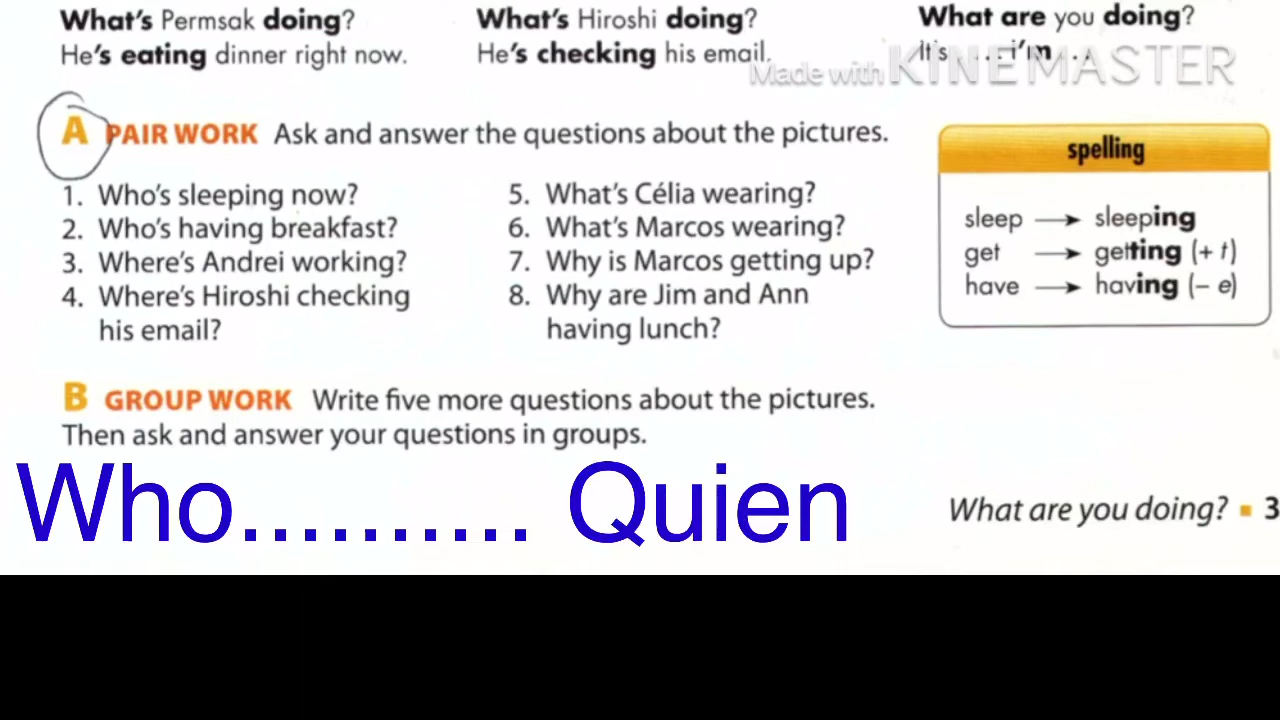 What's Permsak doing?
He's eating dinner right now.
What's Hiroshi doing?
He's checking his email.
What are you doing?
It's . . . . i'm . . .
Made with KINEMASTER
A PAIR WORK Ask and answer the questions about the pictures.
1. Who's sleeping now?
2. Who's having breakfast?
3. Where's Andrei working?
4. Where's Hiroshi checking
his email?
5. What's Célia wearing?
6. What's Marcos wearing?
7. Why is Marcos getting up?
8. Why are Jim and Ann
having lunch?
spelling
sleep → sleeping
get → getting (+ t)
have → having (– e)
B GROUP WORK Write five more questions about the pictures.
Then ask and answer your questions in groups.
Who.......... Quien
What are you doing? ▪ 3